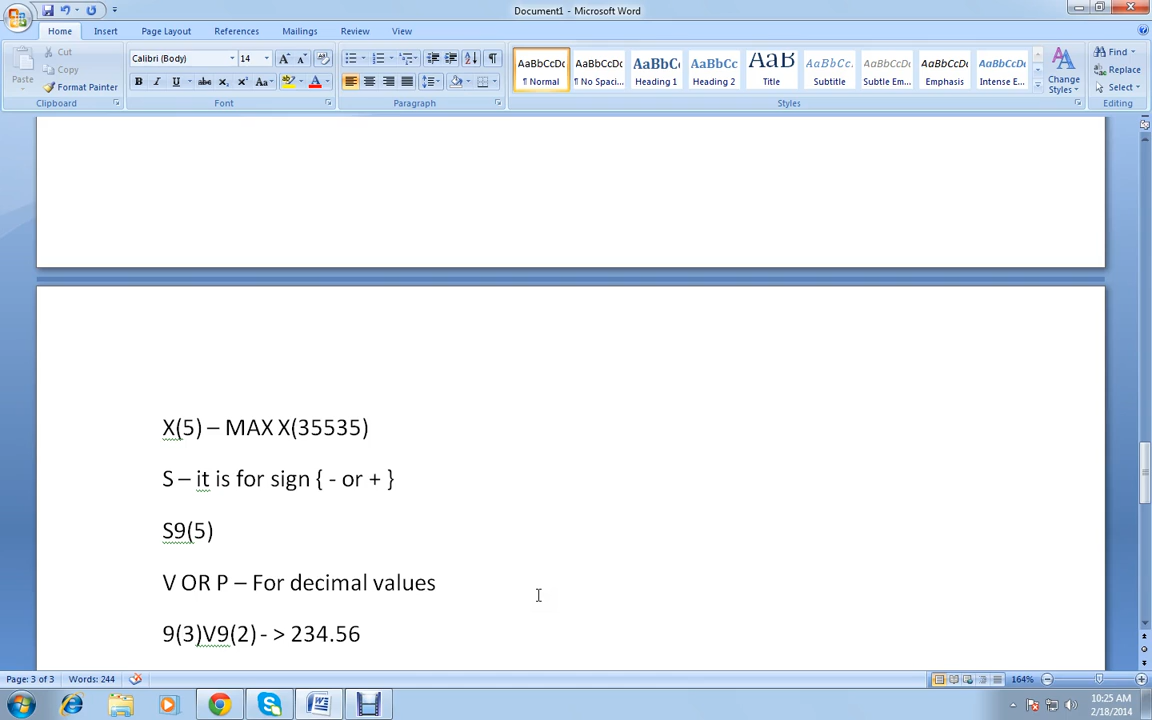 Document1 - Microsoft Word
Home Insert Page Layout References Mailings Review View
Paste
Cut
Copy
Format Painter
Clipboard
Calibri (Body) 14
B I U abc x₂ x² Aa A
Font
Paragraph
AaBbCcDc AaBbCcDc AaBbCc AaBbCc AaB AaBbCc. AaBbCcDc AaBbCcDc AaBbCcDc
¶ Normal ¶ No Spaci... Heading 1 Heading 2 Title Subtitle Subtle Em... Emphasis Intense E...
Change Styles
Styles
Find
Replace
Select
Editing
X(5) – MAX X(35535)
S – it is for sign { - or + }
S9(5)
V OR P – For decimal values
9(3)V9(2) - > 234.56
Page: 3 of 3 Words: 244 164%
10:25 AM
2/18/2014